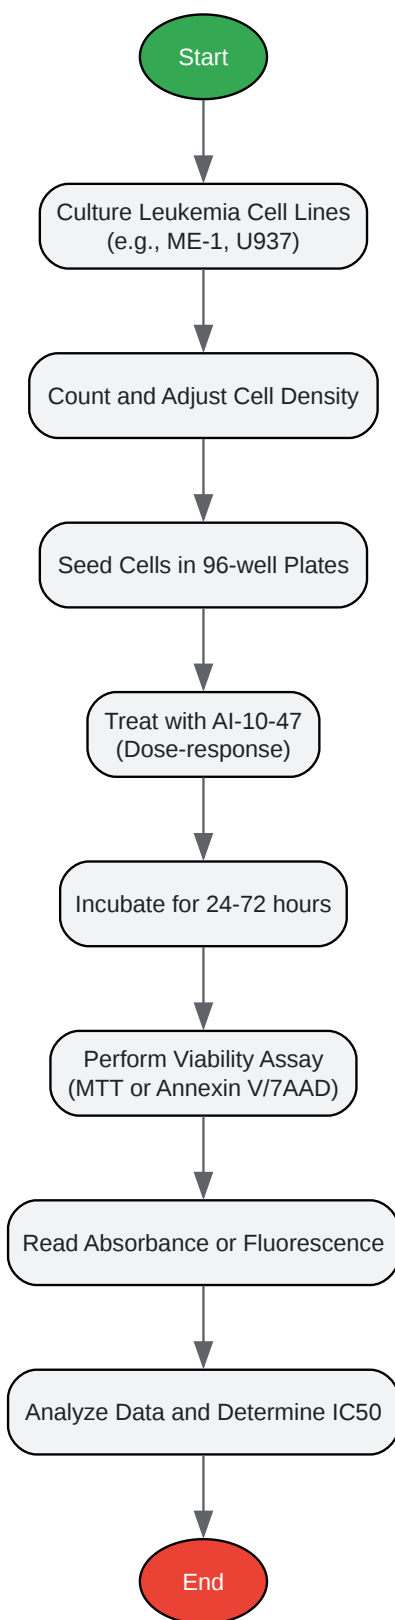 Start
Culture Leukemia Cell Lines
(e.g., ME-1, U937)
Count and Adjust Cell Density
Seed Cells in 96-well Plates
Treat with AI-10-47
(Dose-response)
Incubate for 24-72 hours
Perform Viability Assay
(MTT or Annexin V/7AAD)
Read Absorbance or Fluorescence
Analyze Data and Determine IC50
End